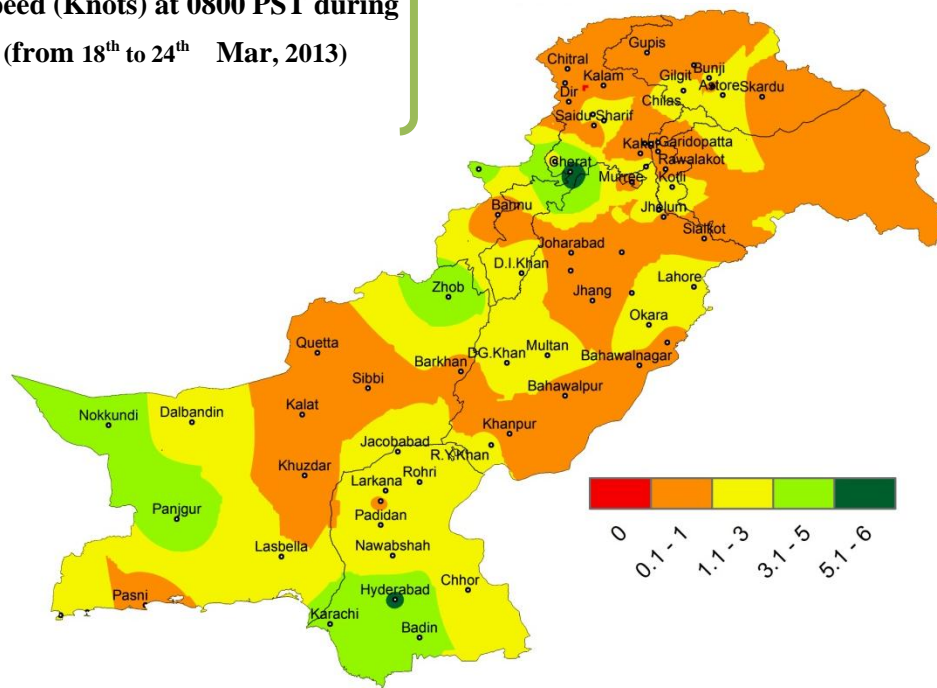 peed (Knots) at 0800 PST during
(from 18th to 24th Mar, 2013)
Gupis
Chitral
Bunji
Kalam
Gilgit
Astore
Skardu
Dir
Chilas
Saidu Sharif
Garidopatta
Rawalakot
Cherat
Murree
Kotli
Bannu
Jhelum
Sialkot
Joharabad
D.I.Khan
Lahore
Zhob
Jhang
Okara
Quetta
Multan
DG.Khan
Barkhan
Bahawalnagar
Sibbi
Bahawalpur
Nokkundi
Dalbandin
Kalat
Khanpur
Jacobabad
R.Y.Khan
Khuzdar
Rohri
Larkana
Panjgur
Padidan
Lasbella
Nawabshah
Chhor
Pasni
Hyderabad
Karachi
Badin
0
0.1 - 1
1.1 - 3
3.1 - 5
5.1 - 6